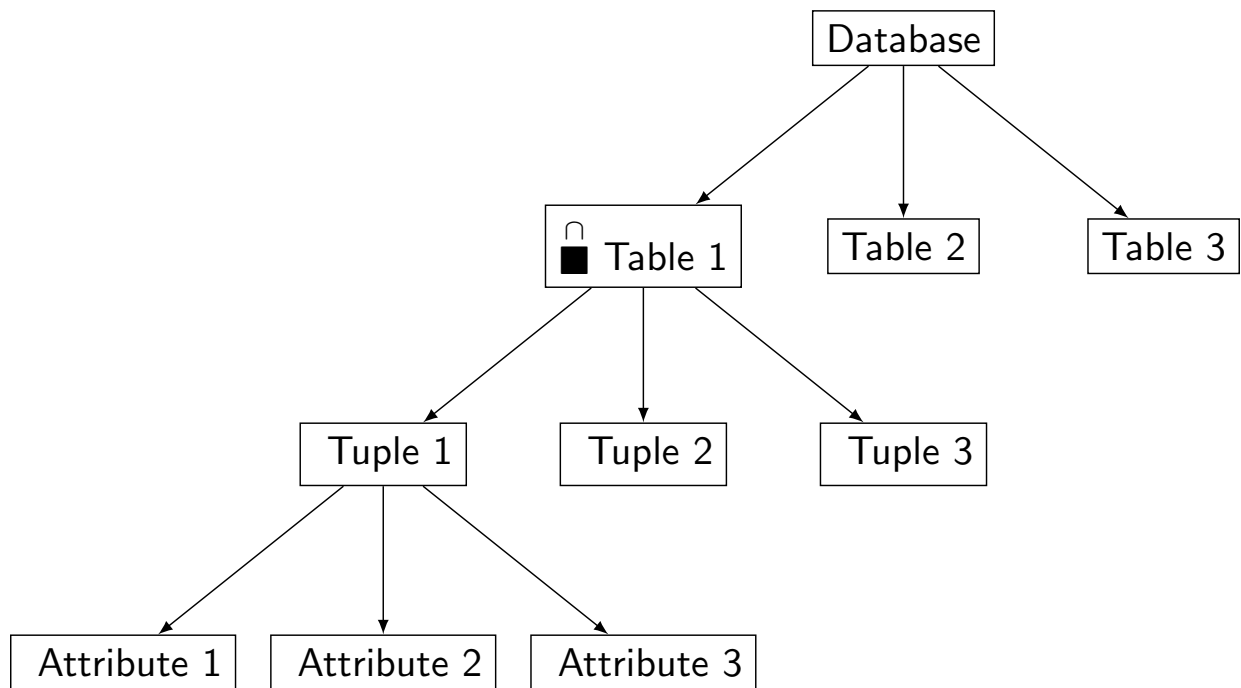 Database
Table 1
Table 2
Table 3
Tuple 1
Tuple 2
Tuple 3
Attribute 1
Attribute 2
Attribute 3